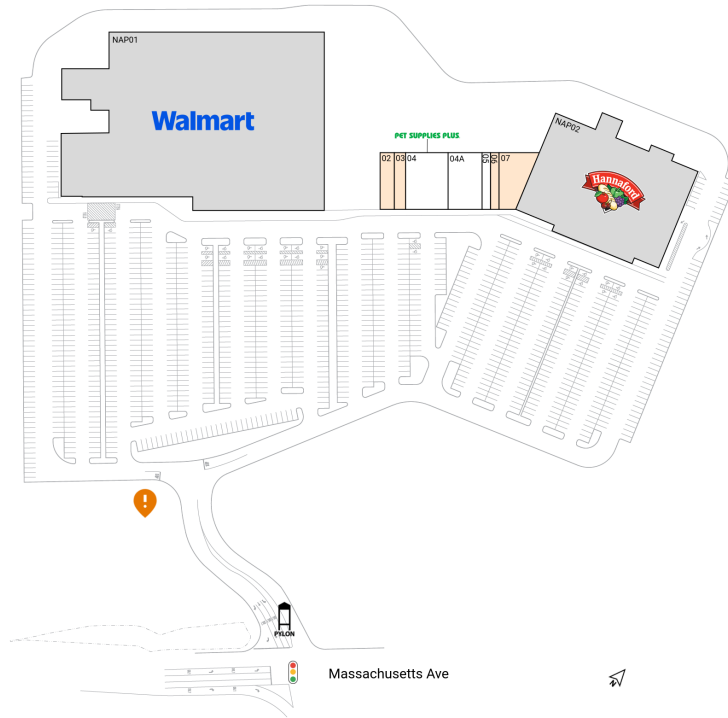 NAP01
Walmart
PET SUPPLIES PLUS
NAP02
02
03
04
04A
05
06
07
Hannaford
PYLON
Massachusetts Ave
N